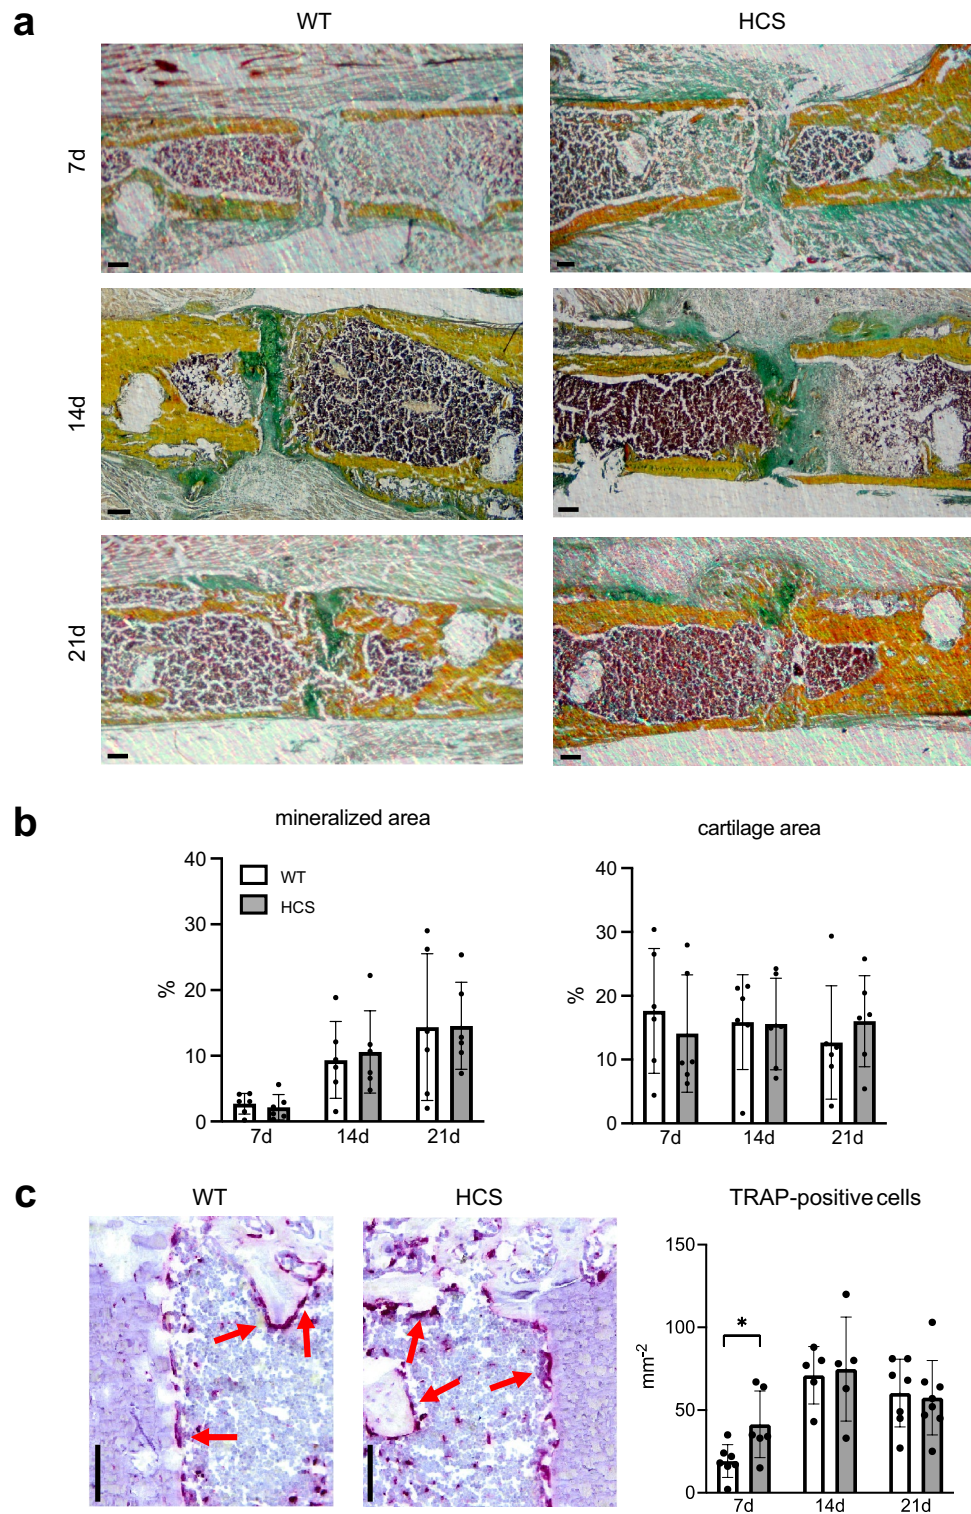 a
WT
HCS
7d
14d
21d
b
mineralized area
cartilage area
40
30
20
10
0
%
WT
HCS
7d
14d
21d
40
30
20
10
0
%
7d
14d
21d
c
WT
HCS
TRAP-positive cells
150
100
50
0
mm-2
*
7d
14d
21d